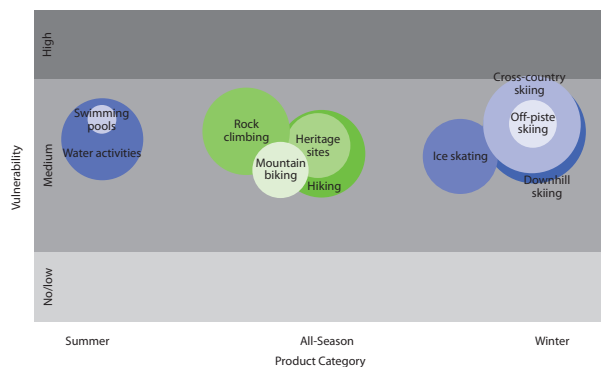 High
Medium
No/low
Vulnerability
Swimming
pools
Water activities
Rock
climbing
Heritage
sites
Mountain
biking
Hiking
Cross-country
skiing
Off-piste
skiing
Ice skating
Downhill
skiing
Summer
All-Season
Winter
Product Category